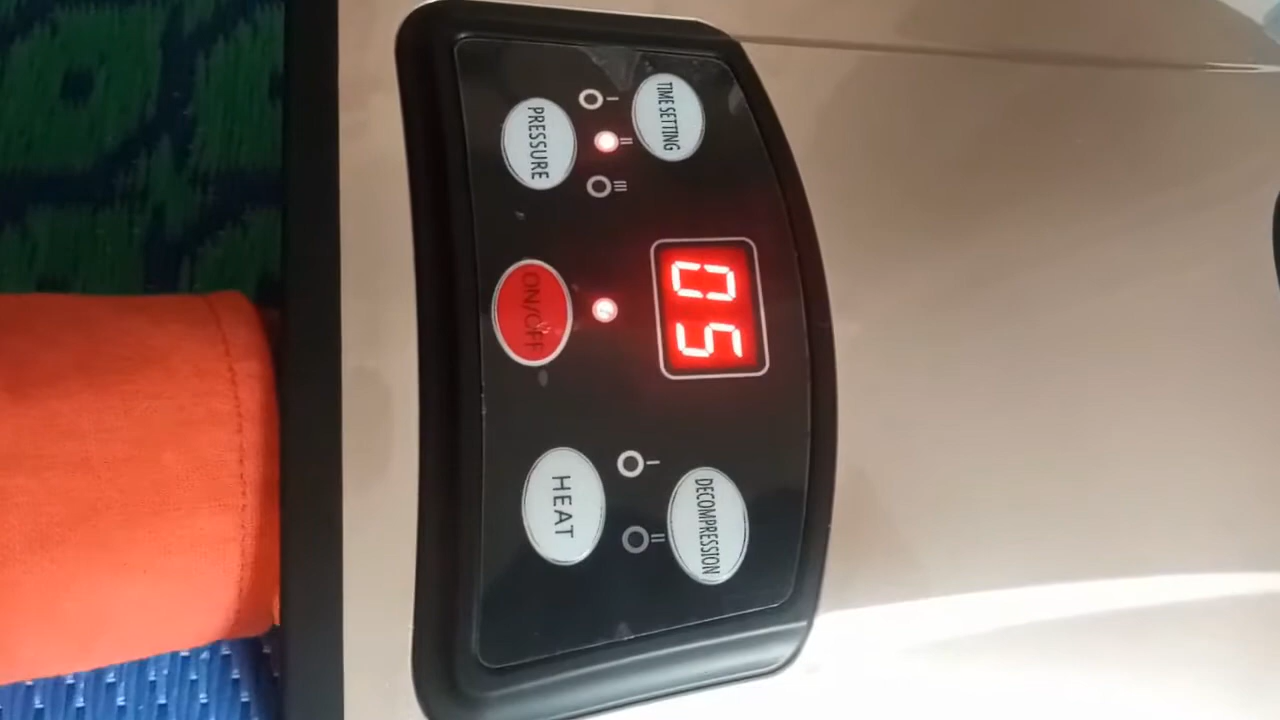 TIME SETTING
05
DECOMPRESSION
I
II
III
I
II
PRESSURE
ON/OFF
HEAT